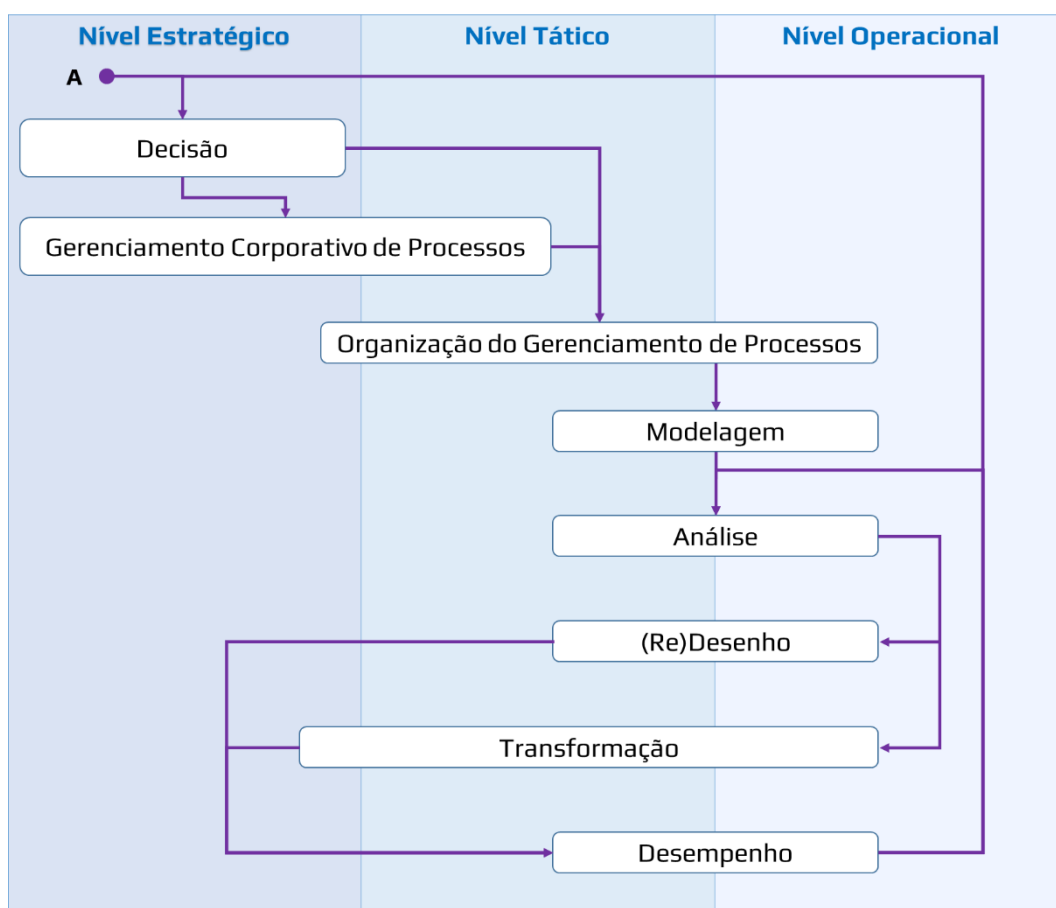 Nível Estratégico
Nível Tático
Nível Operacional
A
Decisão
Gerenciamento Corporativo de Processos
Organização do Gerenciamento de Processos
Modelagem
Análise
(Re)Desenho
Transformação
Desempenho